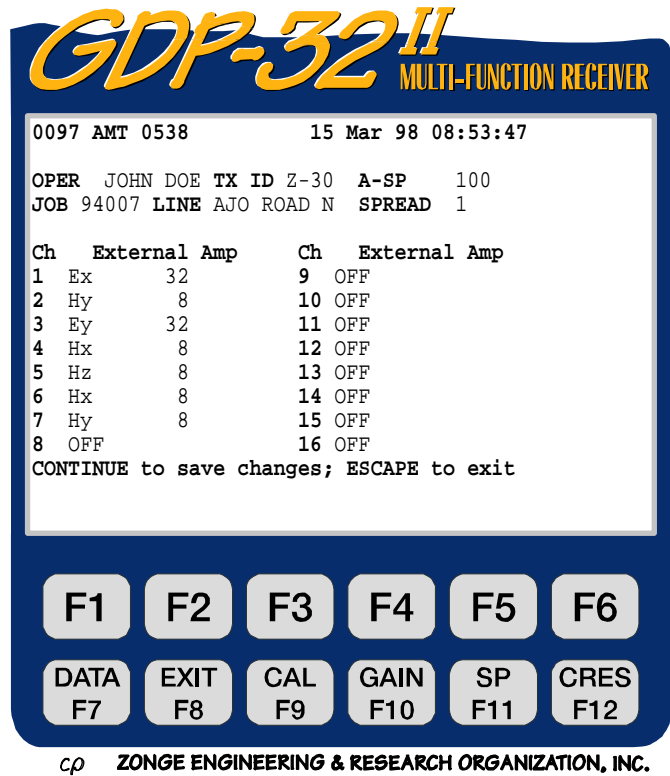 GDP-32 II
MULTI-FUNCTION RECEIVER
0097 AMT 0538 15 Mar 98 08:53:47
OPER JOHN DOE TX ID Z-30 A-SP 100
JOB 94007 LINE AJO ROAD N SPREAD 1
Ch External Amp Ch External Amp
1 Ex 32 9 OFF
2 Hy 8 10 OFF
3 Ey 32 11 OFF
4 Hx 8 12 OFF
5 Hz 8 13 OFF
6 Hx 8 14 OFF
7 Hy 8 15 OFF
8 OFF 16 OFF
CONTINUE to save changes; ESCAPE to exit
F1 F2 F3 F4 F5 F6
DATA EXIT CAL GAIN SP CRES
F7 F8 F9 F10 F11 F12
ZONGE ENGINEERING & RESEARCH ORGANIZATION, INC.